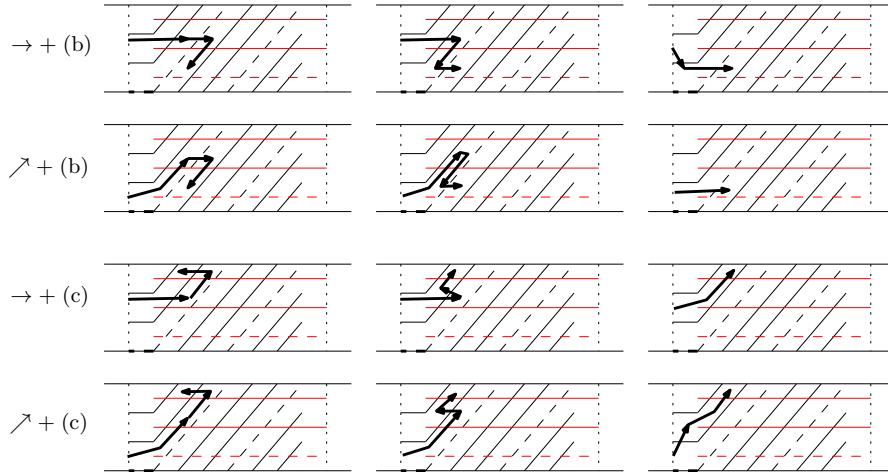 → + (b)
↗ + (b)
→ + (c)
↗ + (c)